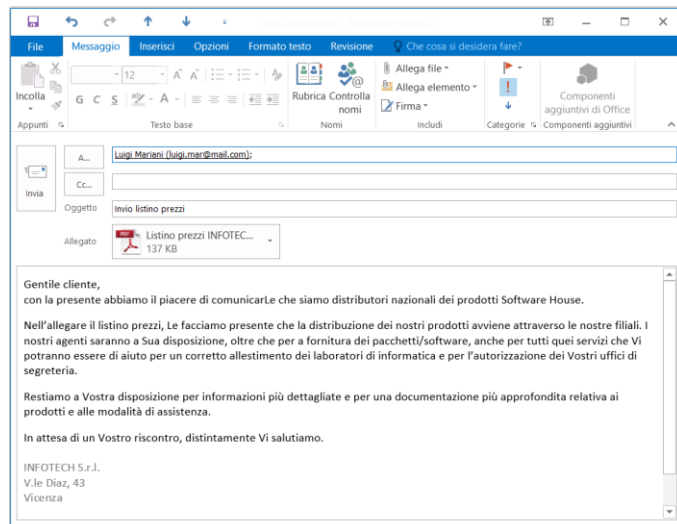 File Messaggio Inserisci Opzioni Formato testo Revisione Che cosa si desidera fare?
Incolla
12
G C S
A A
aby A
Rubrica Controlla nomi
Allega file
Allega elemento
Firma
Componenti aggiuntivi di Office
Appunti Testo base Nomi Includi Categorie Componenti aggiuntivi
Invia
A... Luigi Mariani (luigi.mar@mail.com);
Cc...
Oggetto Invio listino prezzi
Allegato PDF Listino prezzi INFOTEC...
137 KB
Gentile cliente,
con la presente abbiamo il piacere di comunicarLe che siamo distributori nazionali dei prodotti Software House.
Nell'allegare il listino prezzi, Le facciamo presente che la distribuzione dei nostri prodotti avviene attraverso le nostre filiali. I
nostri agenti saranno a Sua disposizione, oltre che per a fornitura dei pacchetti/software, anche per tutti quei servizi che Vi
potranno essere di aiuto per un corretto allestimento dei laboratori di informatica e per l'autorizzazione dei Vostri uffici di
segreteria.
Restiamo a Vostra disposizione per informazioni più dettagliate e per una documentazione più approfondita relativa ai
prodotti e alle modalità di assistenza.
In attesa di un Vostro riscontro, distintamente Vi salutiamo.
INFOTECH S.r.l.
V.le Diaz, 43
Vicenza